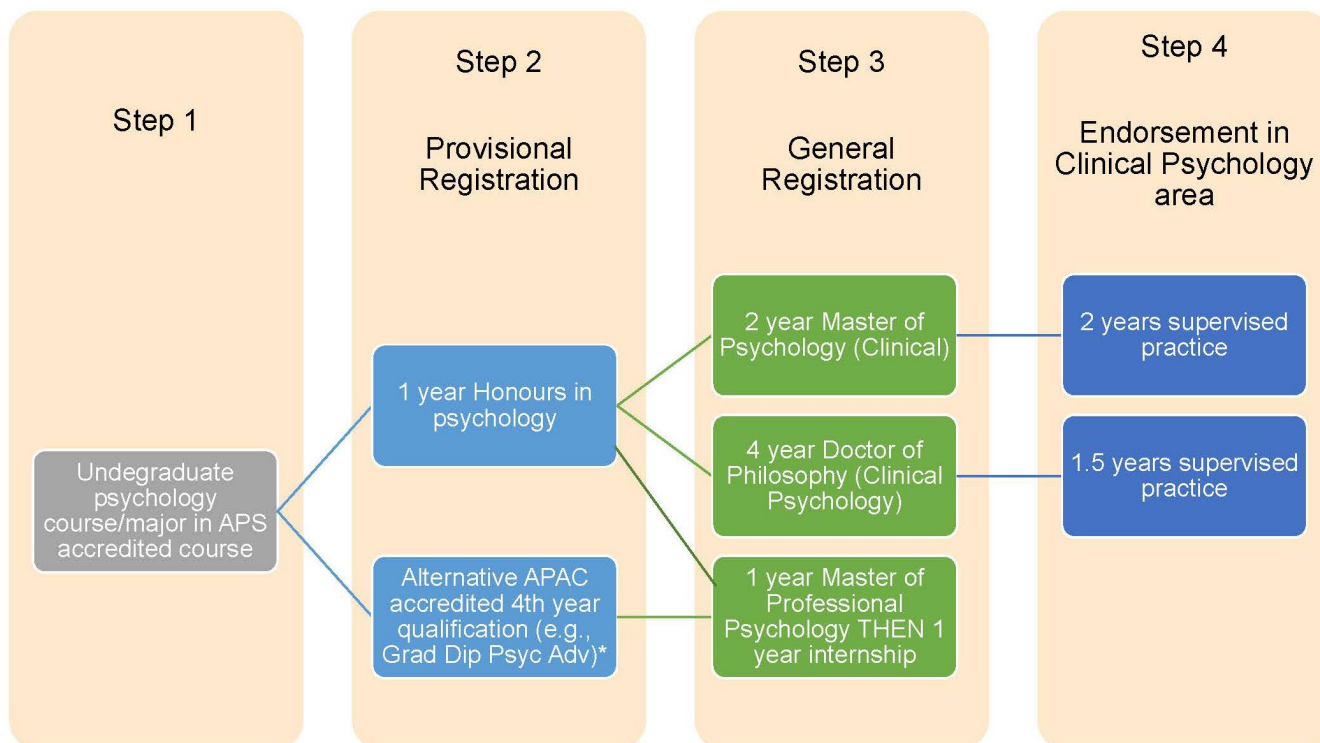 Step 1
Undegraduate
psychology
course/major in APS
accredited course
Step 2
Provisional
Registration
1 year Honours in
psychology
Alternative APAC
accredited 4th year
qualification (e.g.,
Grad Dip Psyc Adv)*
Step 3
General
Registration
2 year Master of
Psychology (Clinical)
4 year Doctor of
Philosophy (Clinical
Psychology)
1 year Master of
Professional
Psychology THEN 1
year internship
Step 4
Endorsement in
Clinical Psychology
area
2 years supervised
practice
1.5 years supervised
practice